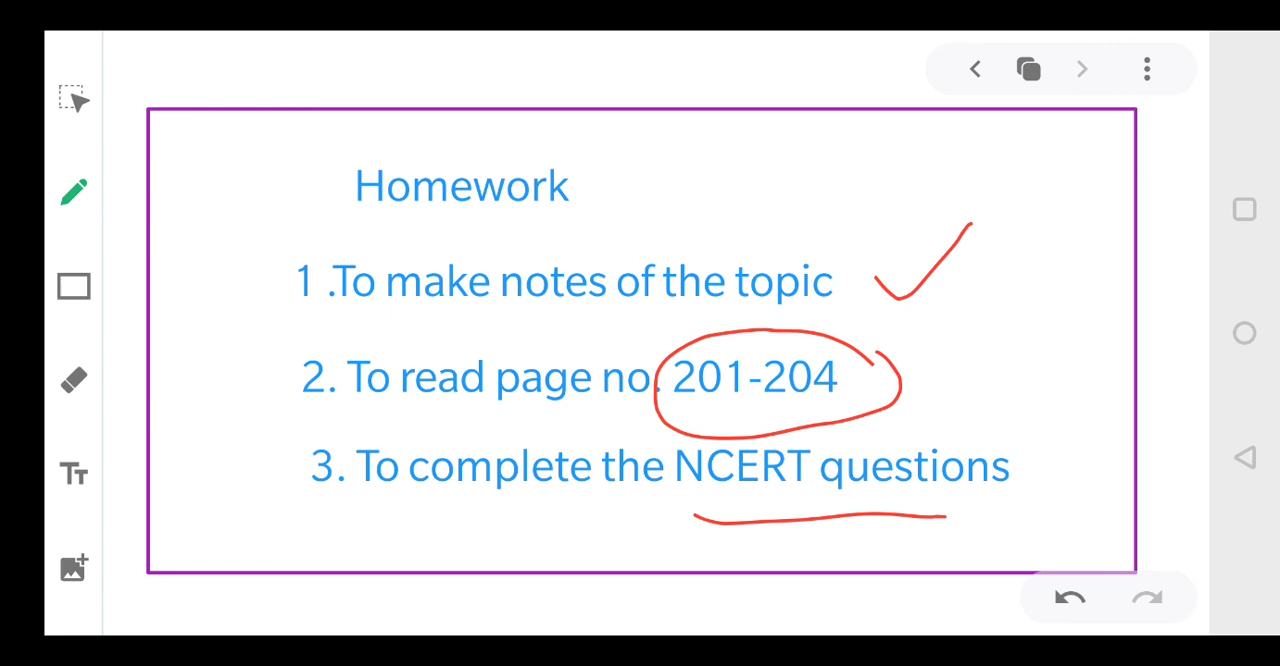 Homework
1 .To make notes of the topic
2. To read page no. 201-204
3. To complete the NCERT questions
Tт